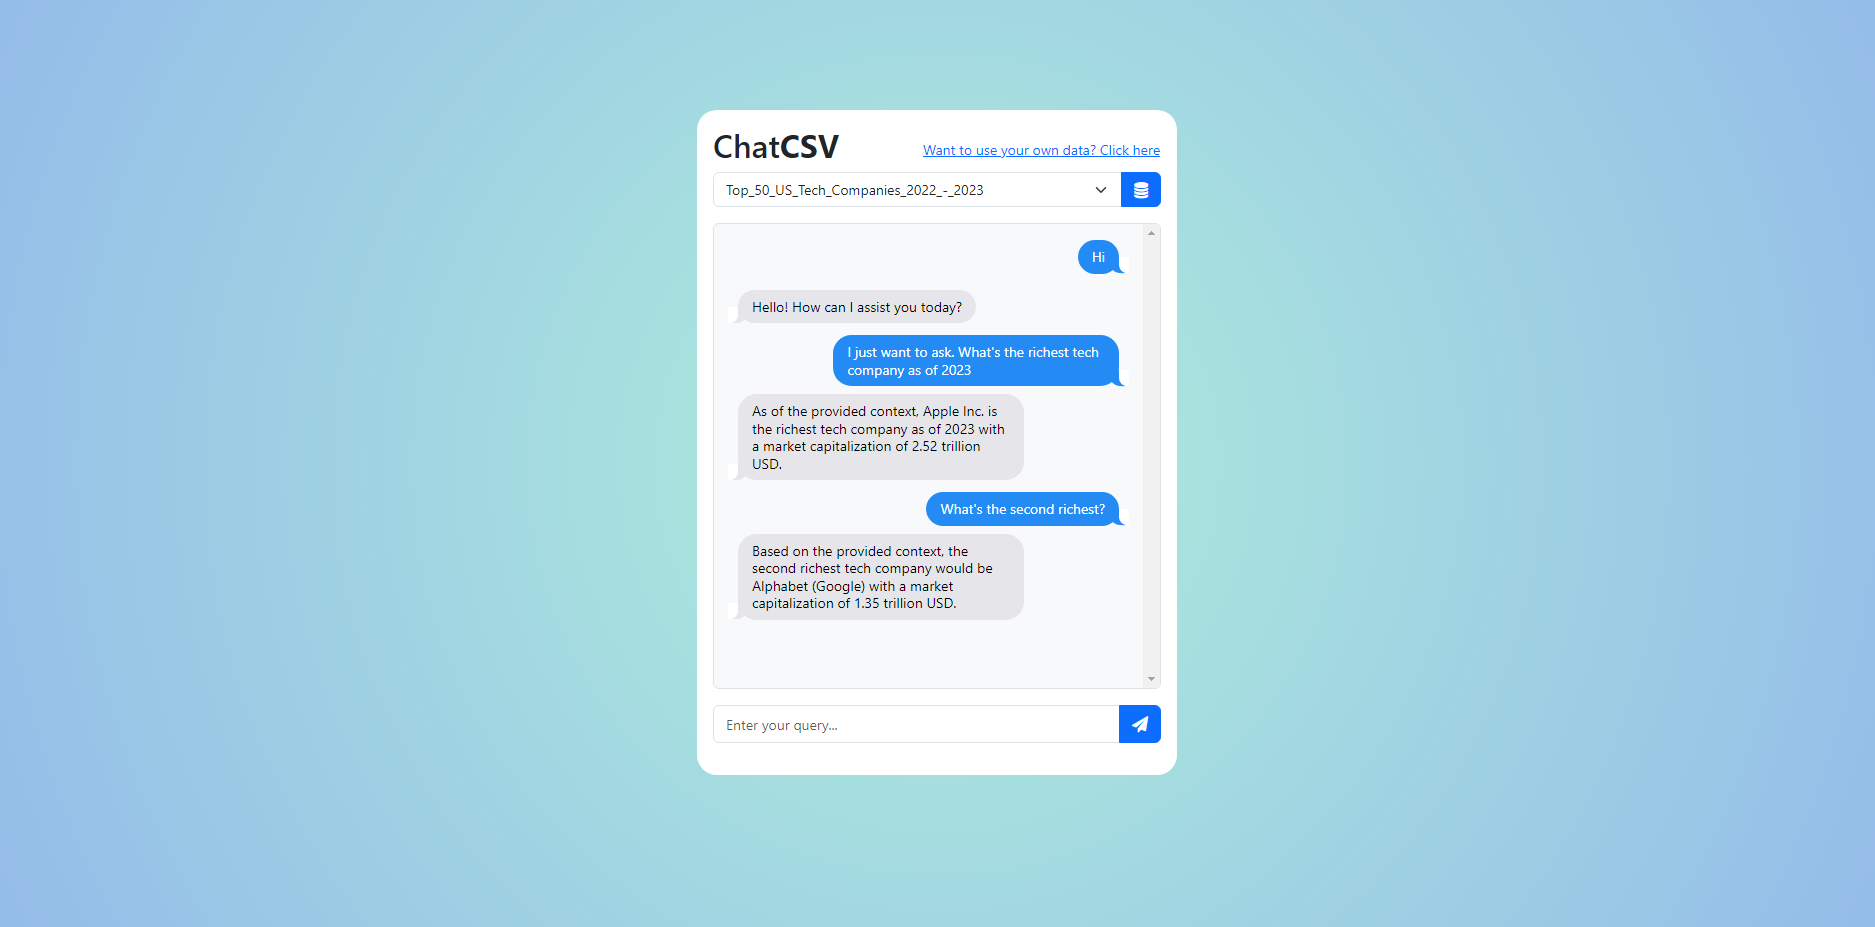 ChatCSV
Want to use your own data? Click here
Top_50_US_Tech_Companies_2022_-_2023
Hi
Hello! How can I assist you today?
I just want to ask. What's the richest tech
company as of 2023
As of the provided context, Apple Inc. is
the richest tech company as of 2023 with
a market capitalization of 2.52 trillion
USD.
What's the second richest?
Based on the provided context, the
second richest tech company would be
Alphabet (Google) with a market
capitalization of 1.35 trillion USD.
Enter your query...